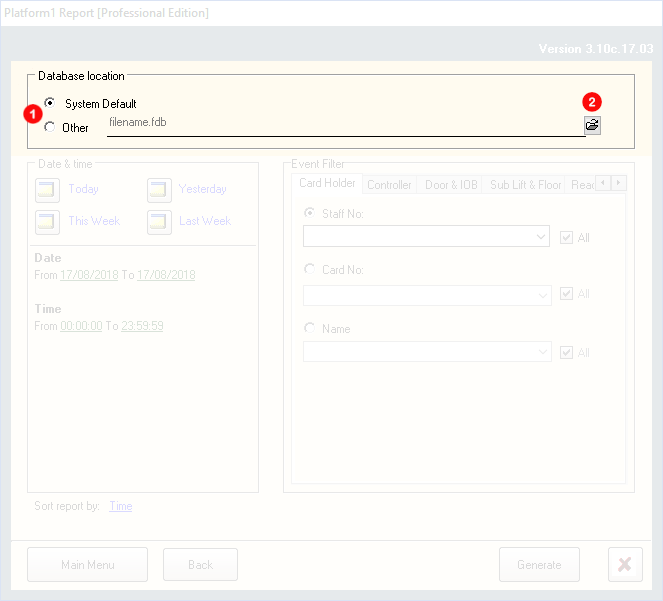 Platform1 Report [Professional Edition]
Version 3.10c.17.03
Database location
1
System Default
2
Other
filename.fdb
Date & time
Today
Yesterday
This Week
Last Week
Date
From 17/08/2018 To 17/08/2018
Time
From 00:00:00 To 23:59:59
Event Filter
Card Holder Controller Door & IOB Sub Lift & Floor Read
Staff No:
All
Card No:
All
Name
All
Sort report by: Time
Main Menu
Back
Generate